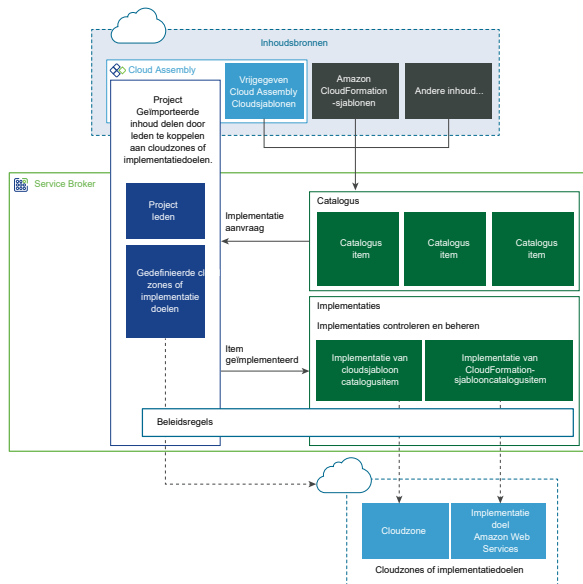 Inhoudsbronnen
Cloud Assembly
Vrijgegeven
Cloud Assembly
Cloudsjablonen
Amazon
CloudFormation
-sjablonen
Andere inhoud...
Project
Geïmporteerde
inhoud delen door
leden te koppelen
aan cloudzones of
implementatiedoelen.
Service Broker
Project
leden
Implementatie
aanvraag
Catalogus
Catalogus
item
Catalogus
item
Catalogus
item
Gedefinieerde cl
zones of
implementatie
doelen
Implementaties
Implementaties controleren en beheren
Item
geïmplementeerd
Implementatie van
cloudsjabloon
catalogusitem
Implementatie van
CloudFormation-
sjablooncatalogusitem
Beleidsregels
Cloudzone
Implementatie
doel
Amazon Web
Services
Cloudzones of implementatiedoelen